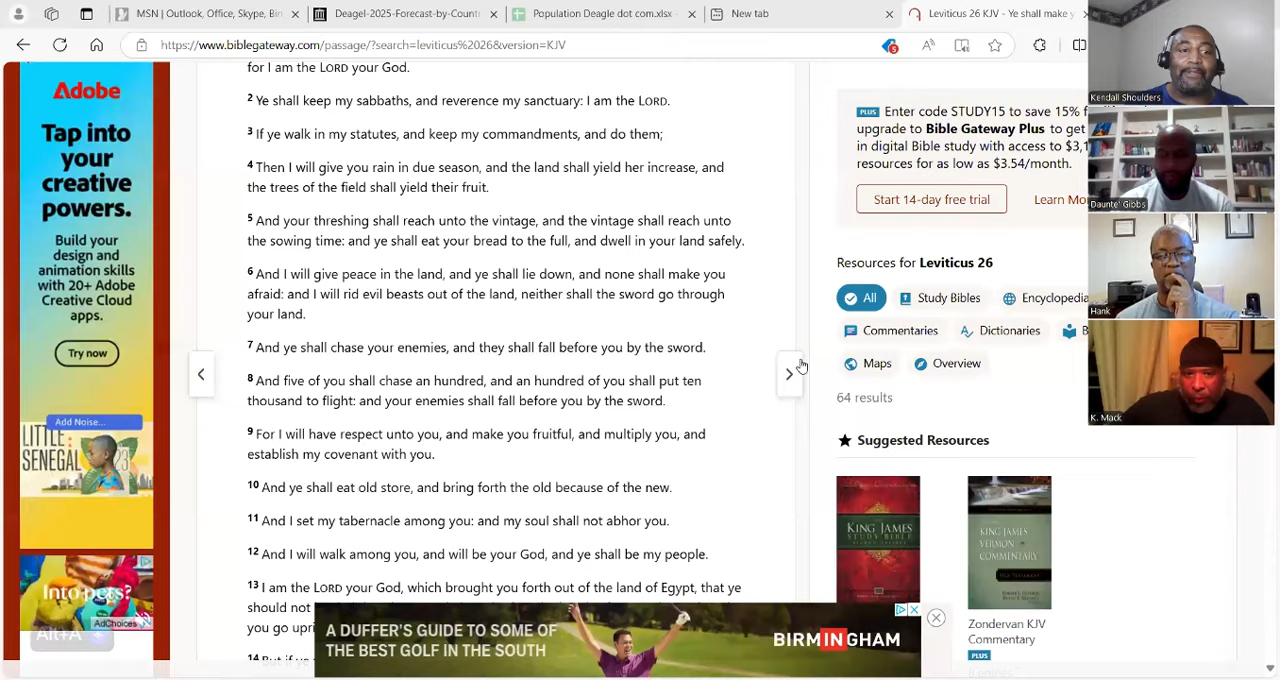 MSN | Outlook, Office, Skype, Bin
Deagel-2025-Forecast-by-Countr
Population Deagle dot com.xlsx -
New tab
Leviticus 26 KJV - Ye shall make y
https://www.biblegateway.com/passage/?search=leviticus%2026&version=KJV
for I am the LORD your God.
2 Ye shall keep my sabbaths, and reverence my sanctuary: I am the LORD.
3 If ye walk in my statutes, and keep my commandments, and do them;
4 Then I will give you rain in due season, and the land shall yield her increase, and
the trees of the field shall yield their fruit.
5 And your threshing shall reach unto the vintage, and the vintage shall reach unto
the sowing time: and ye shall eat your bread to the full, and dwell in your land safely.
6 And I will give peace in the land, and ye shall lie down, and none shall make you
afraid: and I will rid evil beasts out of the land, neither shall the sword go through
your land.
7 And ye shall chase your enemies, and they shall fall before you by the sword.
8 And five of you shall chase an hundred, and an hundred of you shall put ten
thousand to flight: and your enemies shall fall before you by the sword.
9 For I will have respect unto you, and make you fruitful, and multiply you, and
establish my covenant with you.
10 And ye shall eat old store, and bring forth the old because of the new.
11 And I set my tabernacle among you: and my soul shall not abhor you.
12 And I will walk among you, and will be your God, and ye shall be my people.
13 I am the LORD your God, which brought you forth out of the land of Egypt, that ye
should not
you go upri
14 But if ye
Adobe
Tap into
your
creative
powers.
Build your
design and
animation skills
with 20+ Adobe
Creative Cloud
apps.
Try now
Add Noise...
LITTLE
SENEGAL
Into pets?
AdChoices
Alt+A
A DUFFER'S GUIDE TO SOME OF
THE BEST GOLF IN THE SOUTH
BIRMINGHAM
PLUS Enter code STUDY15 to save 15%
upgrade to Bible Gateway Plus to get
in digital Bible study with access to $3,1
resources for as low as $3.54/month.
Start 14-day free trial
Learn Mo
Resources for Leviticus 26
All
Study Bibles
Encyclopedia
Commentaries
Dictionaries
B
Maps
Overview
64 results
Suggested Resources
KING JAMES
STUDY BIBLE
KING JAMES
VERSION
COMMENTARY
Zondervan KJV
Commentary
PLUS
Kendall Shoulders
Daunte' Gibbs
Hank
K. Mack